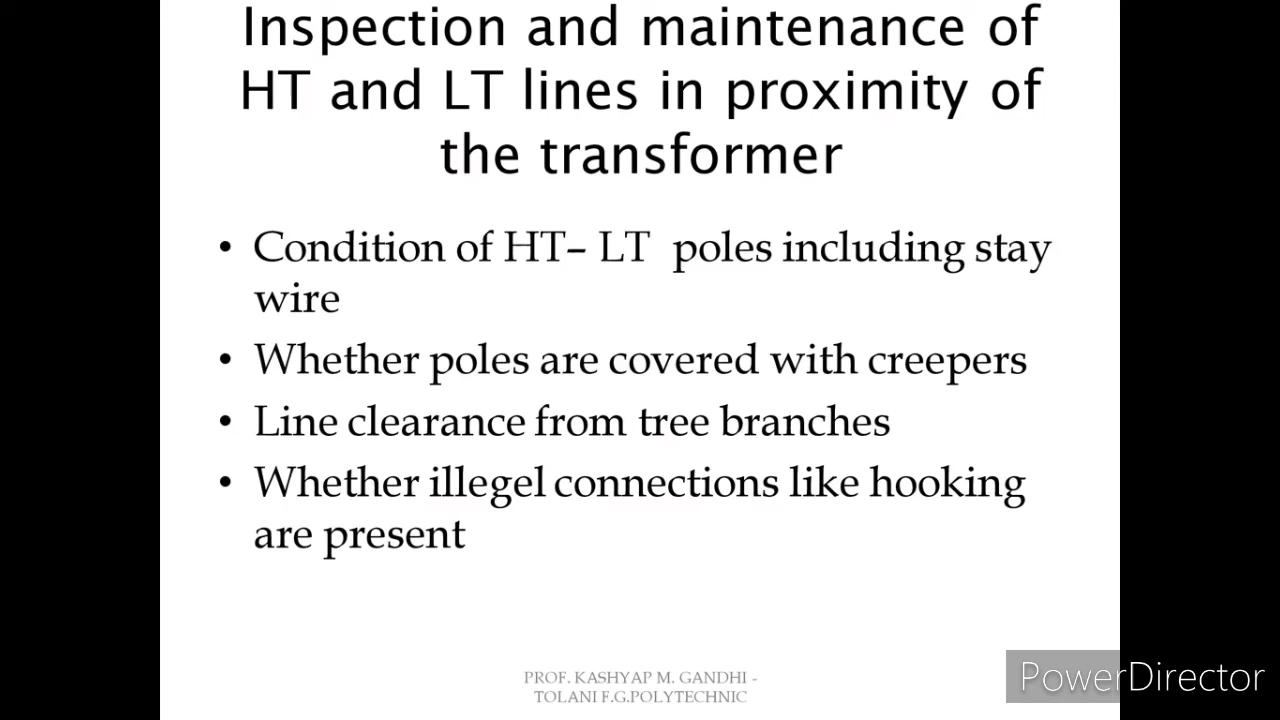 Inspection and maintenance of
HT and LT lines in proximity of
the transformer
• Condition of HT– LT poles including stay
wire
• Whether poles are covered with creepers
• Line clearance from tree branches
• Whether illegel connections like hooking
are present
PROF. KASHYAP M. GANDHI -
TOLANI F.G.POLYTECHNIC
PowerDirector